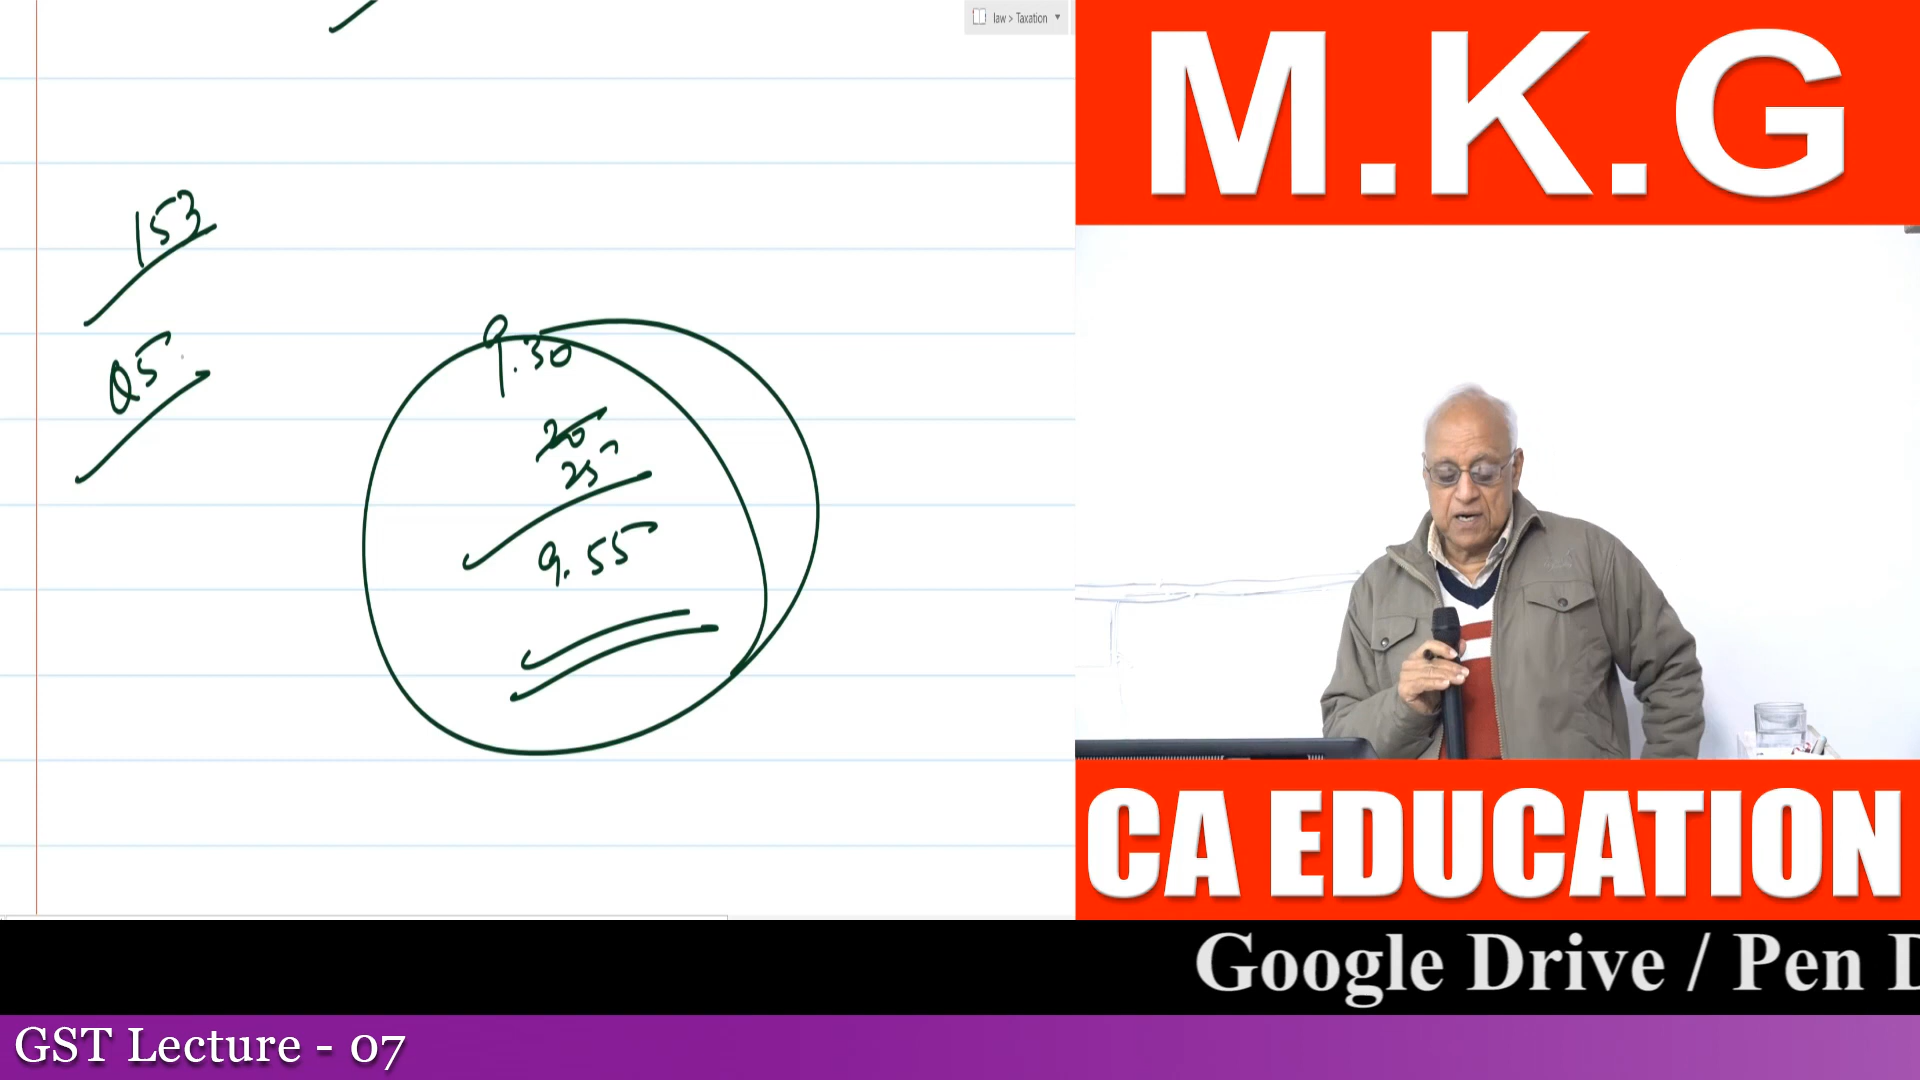 law > Taxation
153
Q5
9.30
20
25
9.55
M.K.G
CA EDUCATION
Google Drive / Pen D
GST Lecture - 07